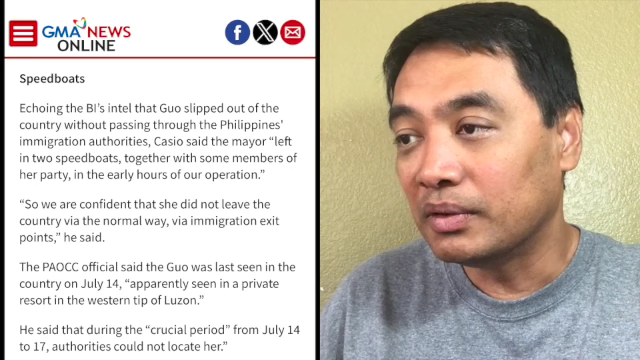 GMA NEWS
ONLINE
f X
Speedboats
Echoing the BI's intel that Guo slipped out of the
country without passing through the Philippines'
immigration authorities, Casio said the mayor “left
in two speedboats, together with some members of
her party, in the early hours of our operation.”
“So we are confident that she did not leave the
country via the normal way, via immigration exit
points,” he said.
The PAOCC official said the Guo was last seen in the
country on July 14, “apparently seen in a private
resort in the western tip of Luzon.”
He said that during the “crucial period” from July 14
to 17, authorities could not locate her.”